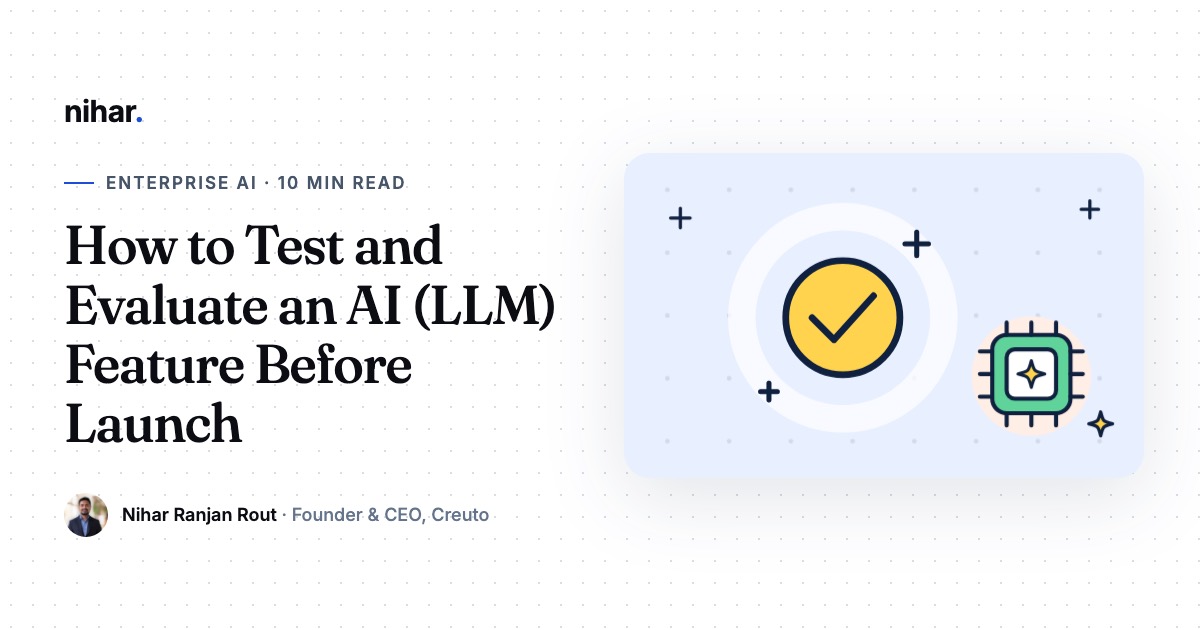 nihar.
ENTERPRISE AI · 10 MIN READ
How to Test and
Evaluate an AI (LLM)
Feature Before
Launch
Nihar Ranjan Rout · Founder & CEO, Creuto